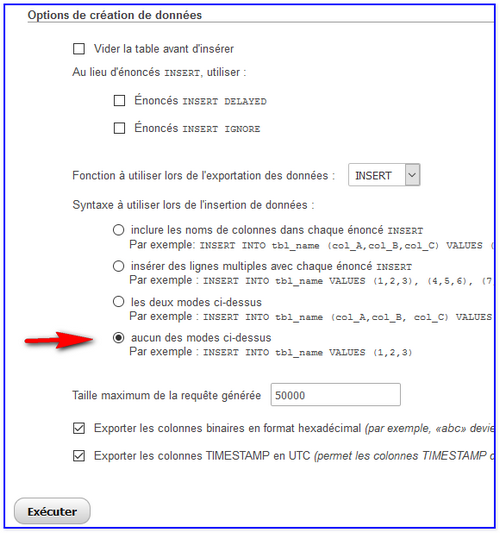 Options de création de données
Vider la table avant d'insérer
Au lieu d'énoncés INSERT, utiliser :
Énoncés INSERT DELAYED
Énoncés INSERT IGNORE
Fonction à utiliser lors de l'exportation des données : INSERT
Syntaxe à utiliser lors de l'insertion de données :
inclure les noms de colonnes dans chaque énoncé INSERT
Par exemple: INSERT INTO tbl_name (col_A,col_B,col_C) VALUES (
insérer des lignes multiples avec chaque énoncé INSERT
Par exemple : INSERT INTO tbl_name VALUES (1,2,3), (4,5,6), (7
les deux modes ci-dessus
Par exemple : INSERT INTO tbl_name (col_A,col_B, col_C) VALUES
aucun des modes ci-dessus
Par exemple : INSERT INTO tbl_name VALUES (1,2,3)
Taille maximum de la requête générée 50000
Exporter les colonnes binaires en format hexadécimal (par exemple, «abc» devie
Exporter les colonnes TIMESTAMP en UTC (permet les colonnes TIMESTAMP d
Exécuter